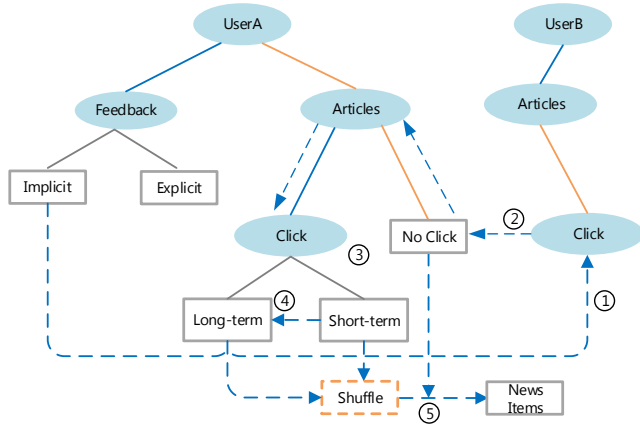 UserA
UserB
Feedback
Articles
Articles
Implicit
Explicit
Click
③
No Click
②
Click
①
Long-term
④
Short-term
Shuffle
⑤
News
Items